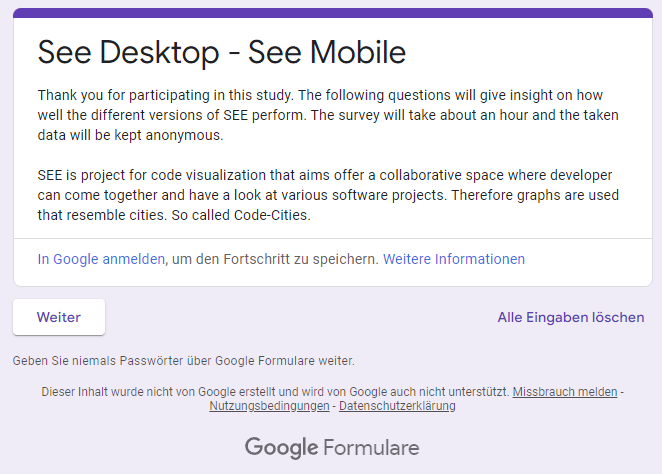 See Desktop - See Mobile
Thank you for participating in this study. The following questions will give insight on how
well the different versions of SEE perform. The survey will take about an hour and the taken
data will be kept anonymous.
SEE is project for code visualization that aims offer a collaborative space where developer
can come together and have a look at various software projects. Therefore graphs are used
that resemble cities. So called Code-Cities.
In Google anmelden, um den Fortschritt zu speichern. Weitere Informationen
Weiter
Alle Eingaben löschen
Geben Sie niemals Passwörter über Google Formulare weiter.
Dieser Inhalt wurde nicht von Google erstellt und wird von Google auch nicht unterstützt. Missbrauch melden -
Nutzungsbedingungen - Datenschutzerklärung
Google Formulare